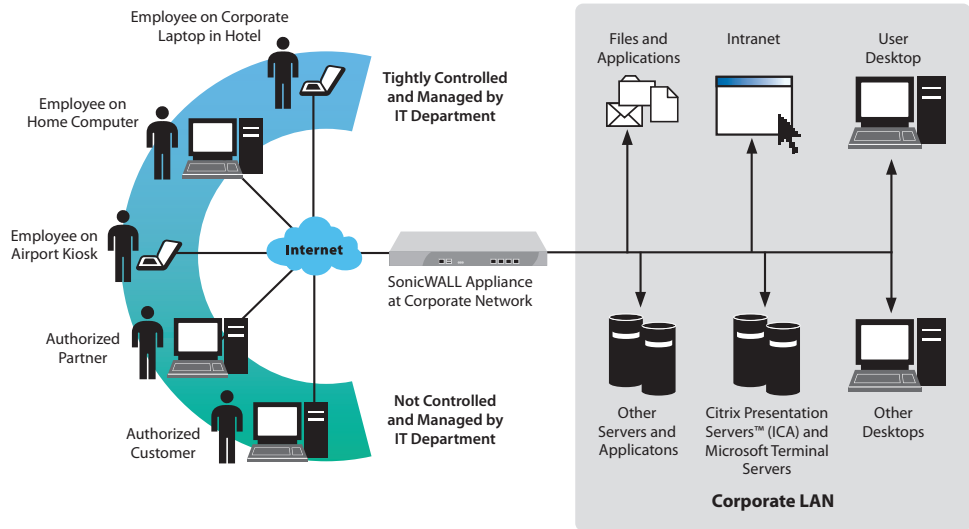 Employee on Corporate
Laptop in Hotel
Tightly Controlled
and Managed by
IT Department
Employee on
Home Computer
Employee on
Airport Kiosk
Internet
SonicWALL Appliance
at Corporate Network
Authorized
Partner
Authorized
Customer
Not Controlled
and Managed by
IT Department
Files and
Applications
Intranet
User
Desktop
Other
Servers and
Applicatons
Citrix Presentation
Servers™ (ICA) and
Microsoft Terminal
Servers
Other
Desktops
Corporate LAN